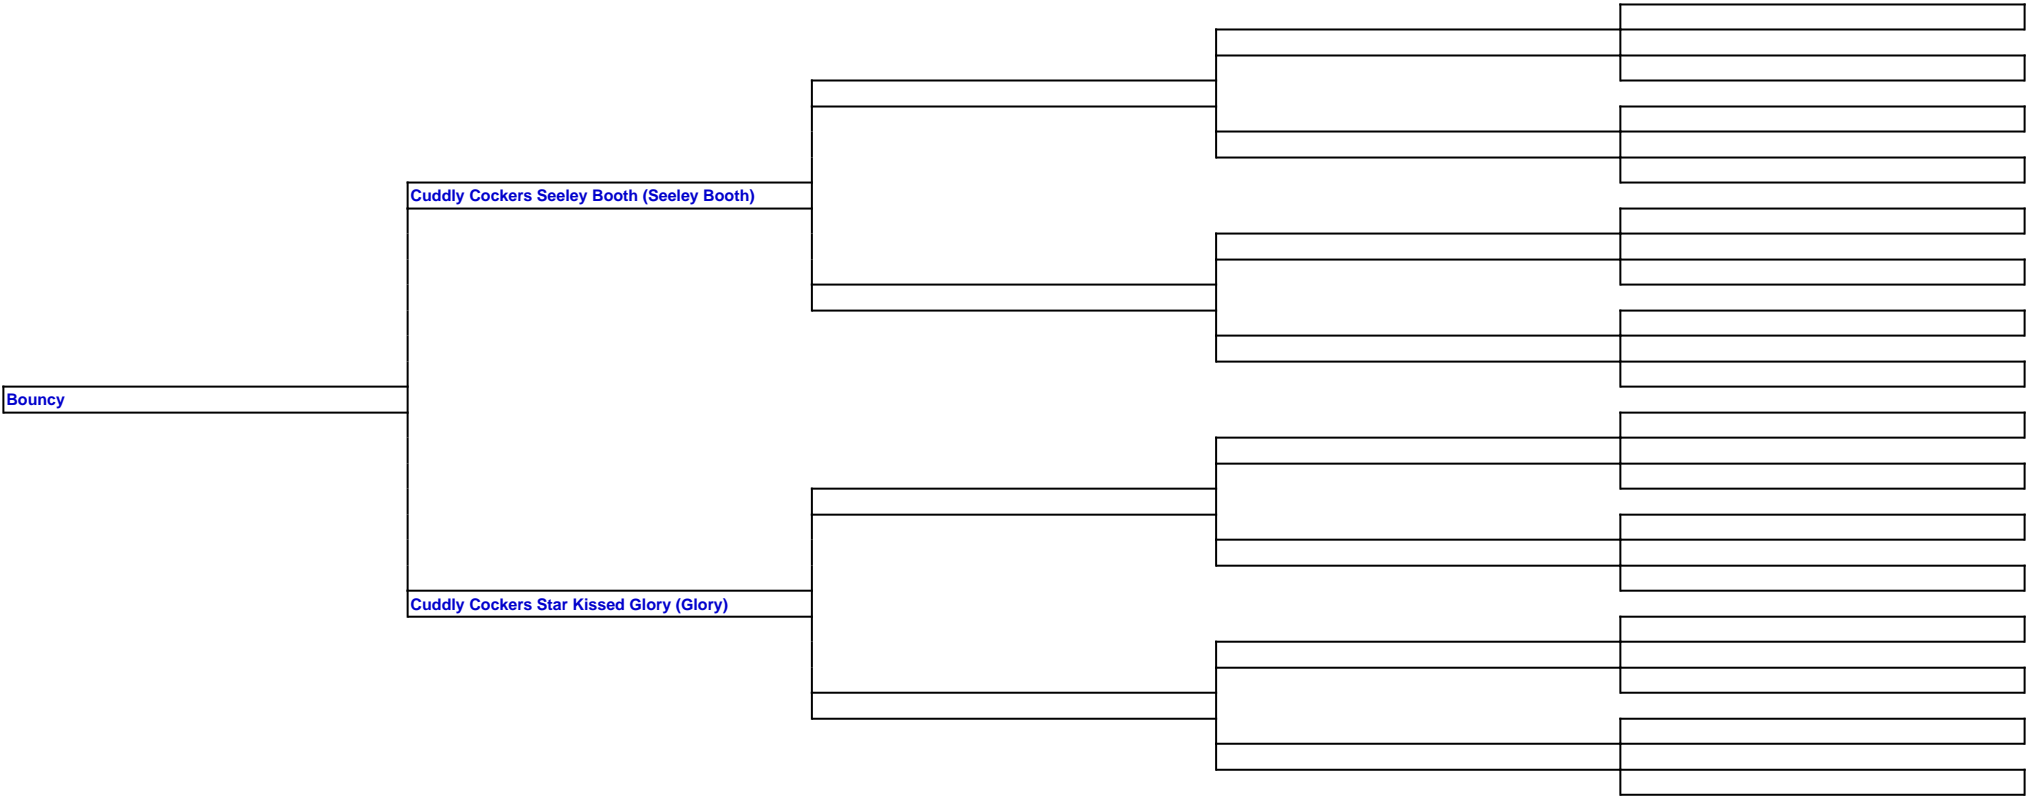 Cuddly Cockers Seeley Booth (Seeley Booth)
Bouncy
Cuddly Cockers Star Kissed Glory (Glory)